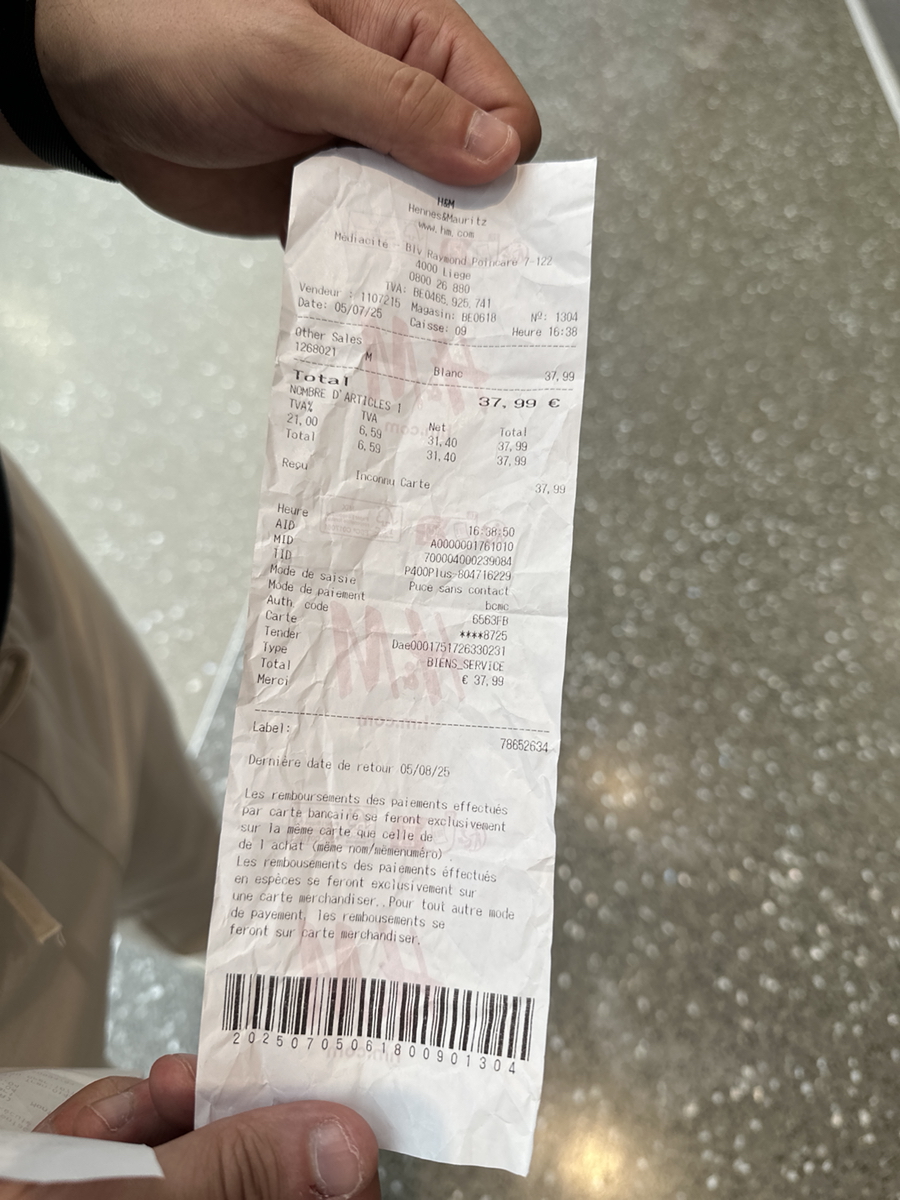 H&M
Hennes&Mauritz
www.hm.com
Mediacité - Blv Raymond Poincare 7-122
4000 Liege
0800 26 880
TVA: BE0465.925.741
Vendeur : 1107215 Magasin: BE0618 Nº: 1304
Date: 05/07/25 Caisse: 09 Heure 16:38
Other Sales
1268021 M Blanc 37,99
Total 37,99 €
NOMBRE D'ARTICLES 1
TVA% TVA Net Total
21,00 6,59 31,40 37,99
Total 6,59 31,40 37,99
Reçu Inconnu Carte 37,99
Heure 16:38:50
AID A0000001761010
MID 700004000239084
TID P400Plus-804716229
Mode de saisie Puce sans contact
Mode de paiement bcmc
Auth. code 6563FB
Carte ****8725
Tender Dae0001751726330231
Type BIENS_SERVICE
Total € 37,99
Merci
Label:
78652634
Dernière date de retour 05/08/25
Les remboursements des paiements effectués
par carte bancaire se feront exclusivement
sur la même carte que celle de
de l achat (même nom/mêmenuméro) .
Les rembousements des paiements éffectués
en espèces se feront exclusivement sur
une carte merchandiser..Pour tout autre mode
de payement, les rembousements se
feront sur carte merchandiser.
20250705061800901304